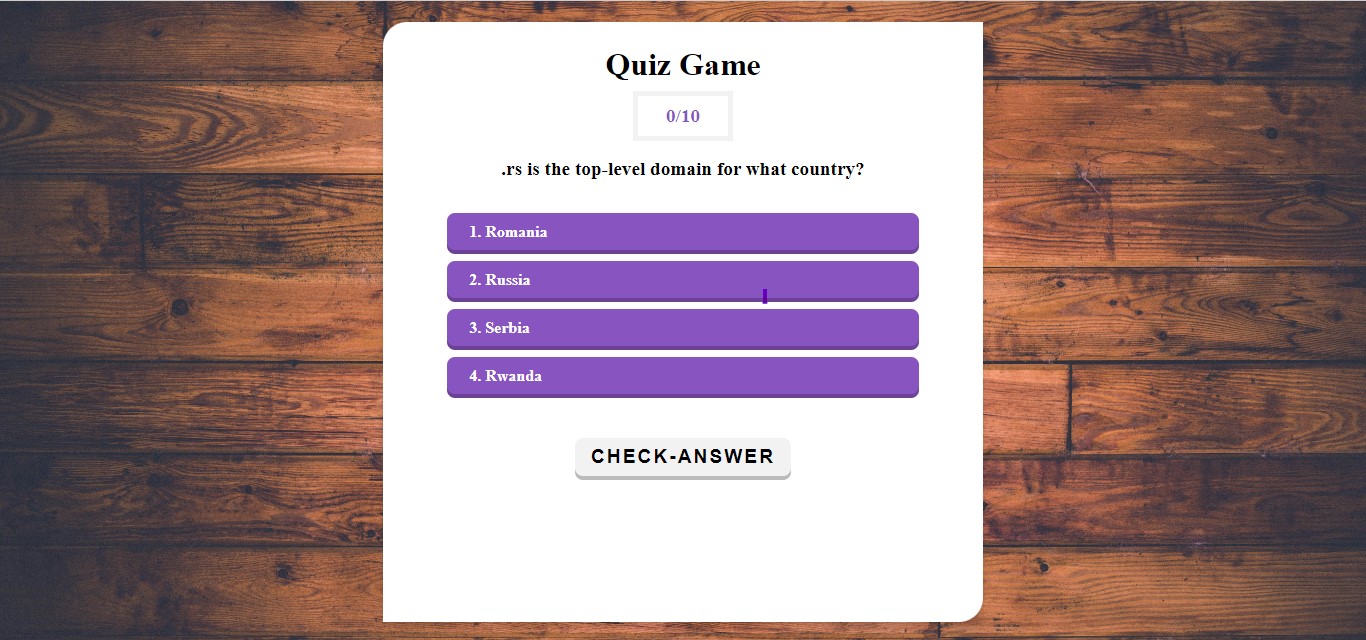 Quiz Game
0/10
.rs is the top-level domain for what country?
1. Romania
2. Russia
3. Serbia
4. Rwanda
CHECK-ANSWER